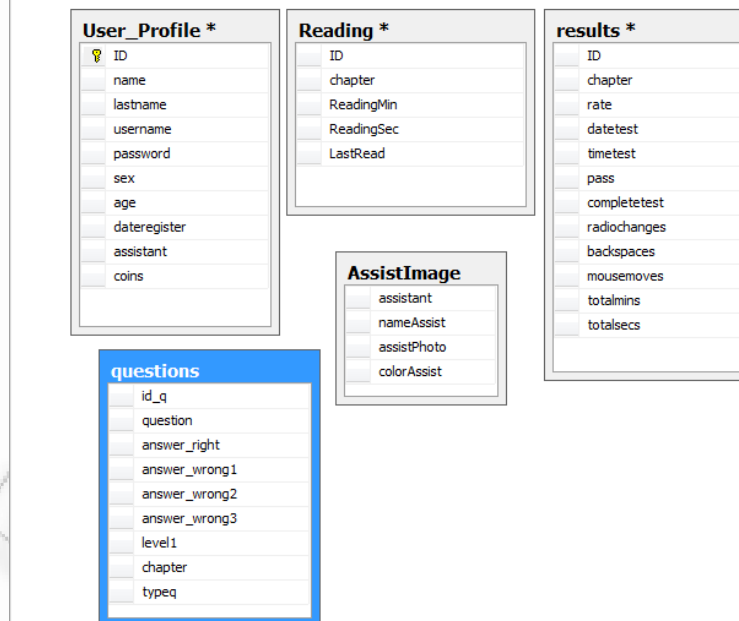 User_Profile *
ID
name
lastname
username
password
sex
age
dateregister
assistant
coins
Reading *
ID
chapter
ReadingMin
ReadingSec
LastRead
results *
ID
chapter
rate
datetest
timetest
pass
completetest
radiochanges
backspaces
mousemoves
totalmins
totalsecs
AssistImage
assistant
nameAssist
assistPhoto
colorAssist
questions
id_q
question
answer_right
answer_wrong1
answer_wrong2
answer_wrong3
level1
chapter
typeq